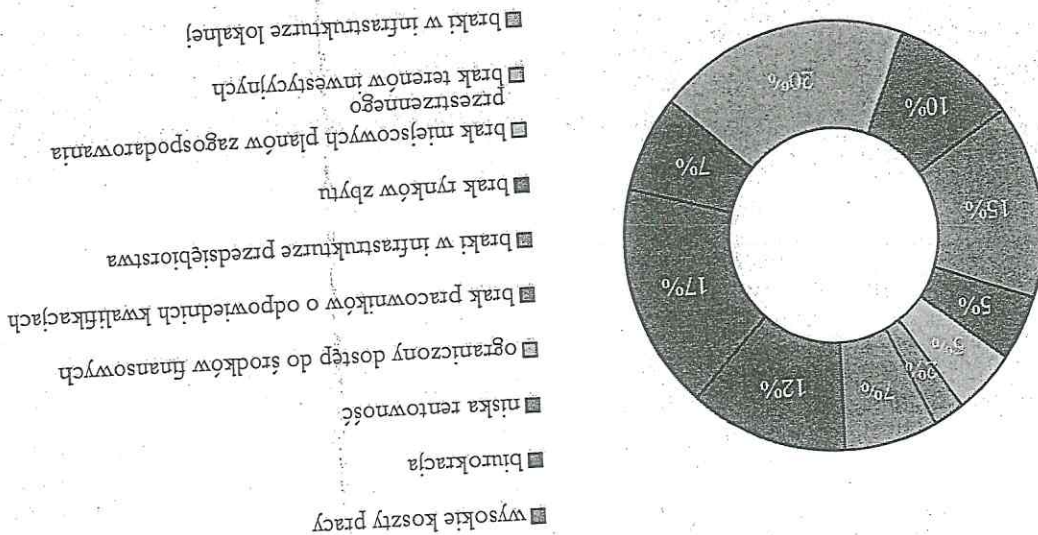 12%
17%
7%
20%
10%
15%
5%
5%
2%
7%
wysokie koszty pracy
biurokracja
niska rentowność
ograniczony dostęp do środków finansowych
brak pracowników o odpowiednich kwalifikacjach
braki w infrastrukturze przedsiębiorstwa
brak rynków zbytu
brak miejscowych planów zagospodarowania
przestrzennego
brak terenów inwestycyjnych
braki w infrastrukturze lokalnej